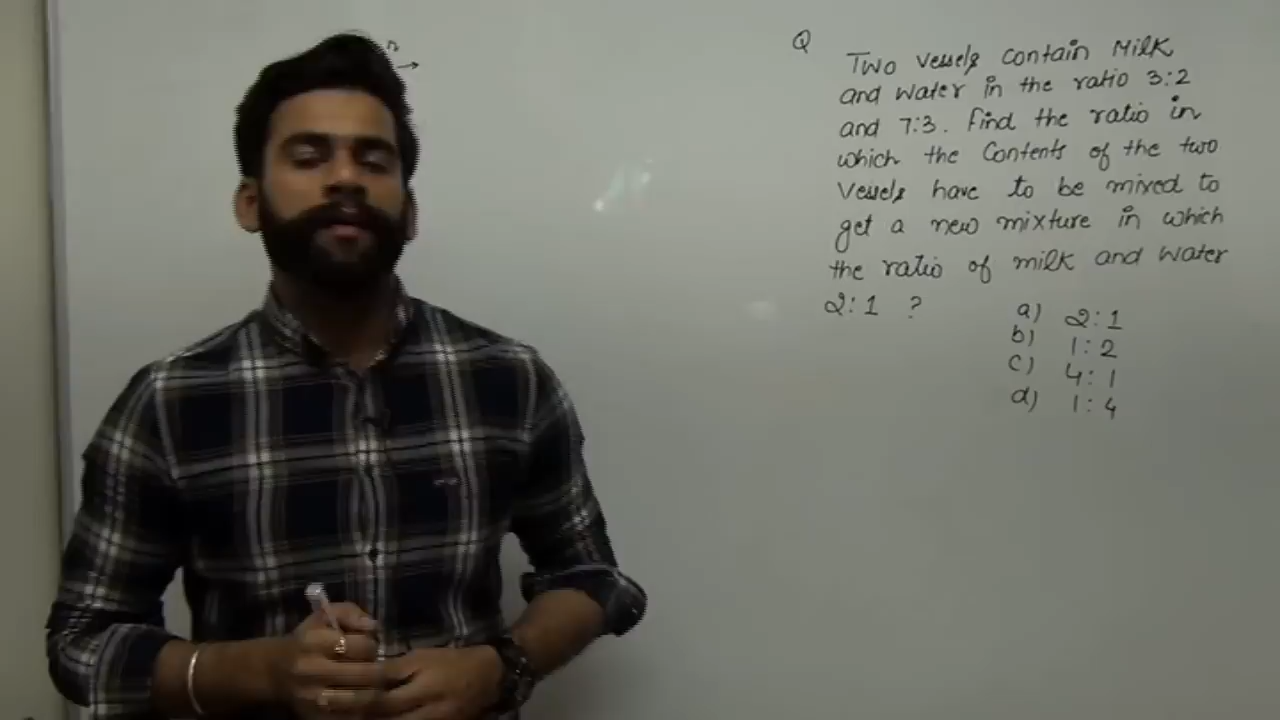 Q
Two vessels contain Milk
and water in the ratio 3:2
and 7:3. Find the ratio in
which the Contents of the two
vessels have to be mixed to
get a new mixture in which
the ratio of milk and water
2:1 ?
a) 2:1
b) 1:2
c) 4:1
d) 1:4